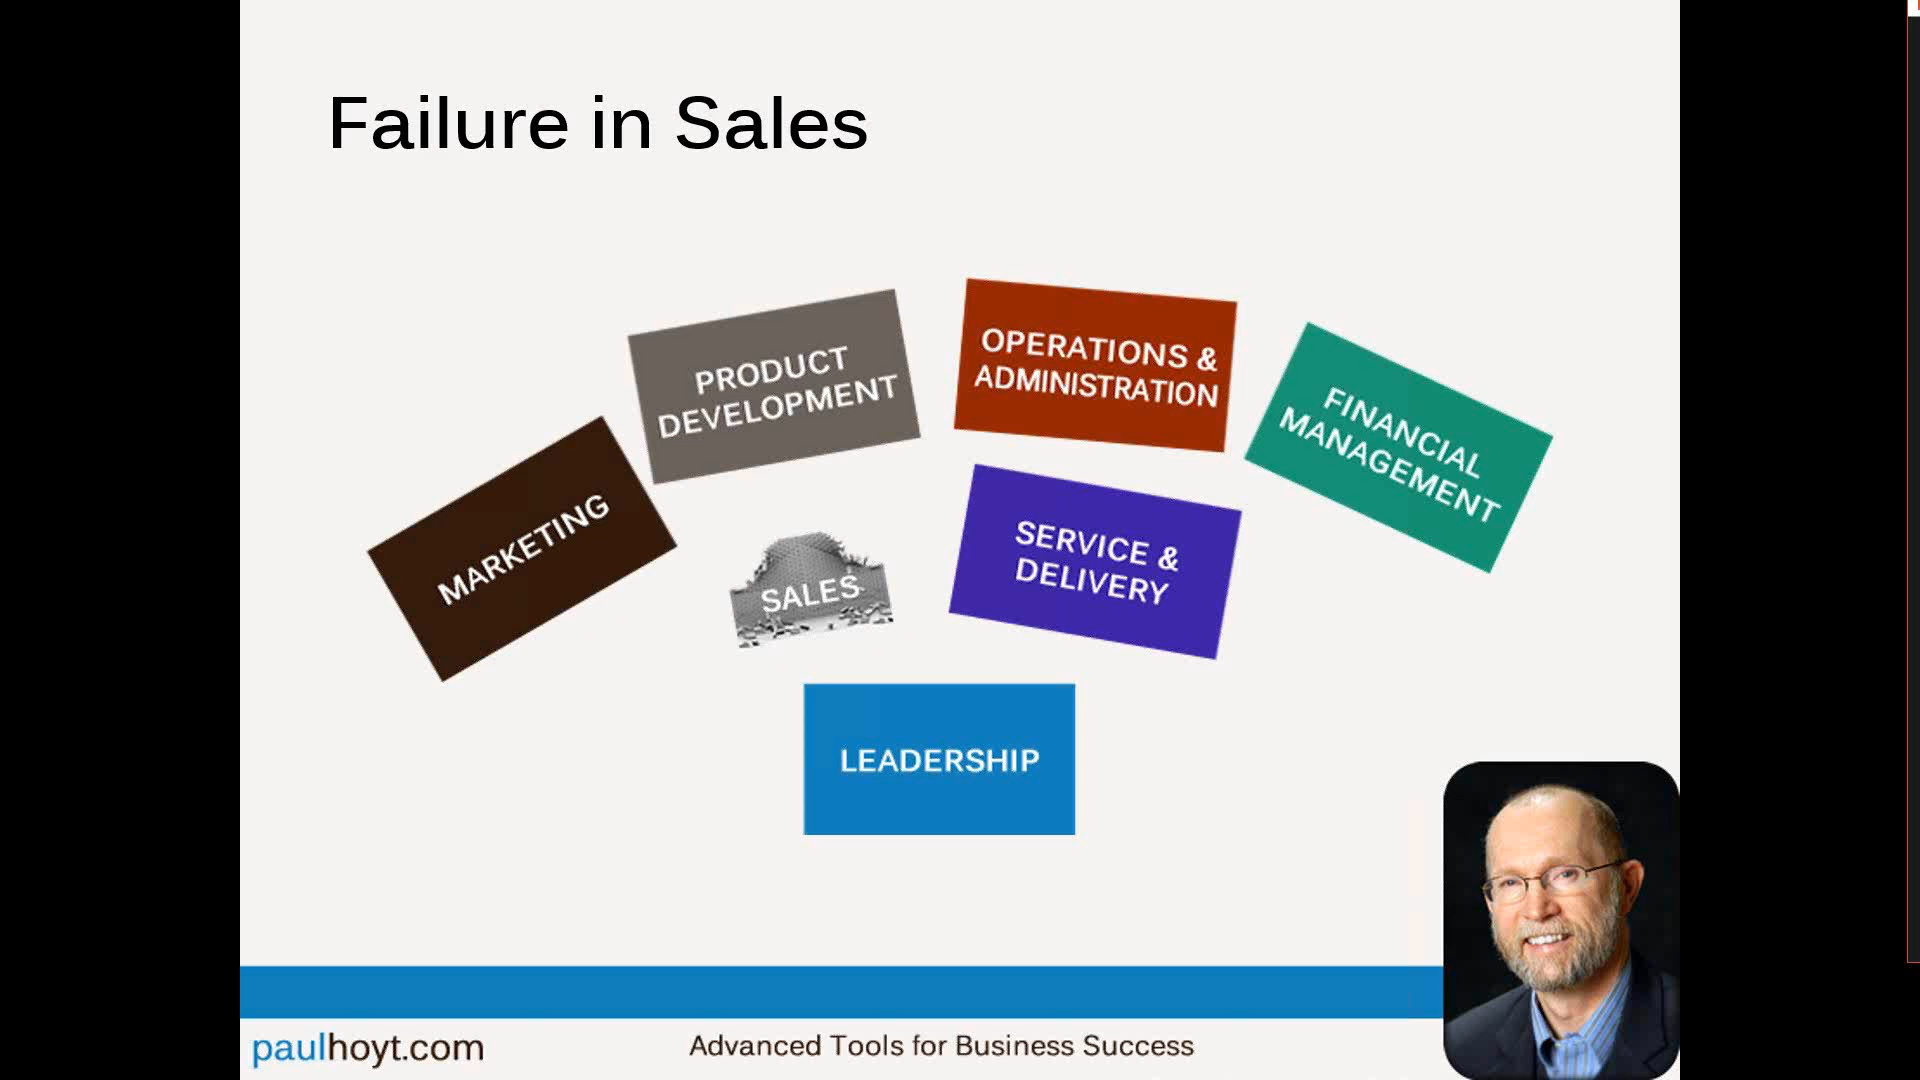 Failure in Sales
PRODUCT
DEVELOPMENT
OPERATIONS &
ADMINISTRATION
FINANCIAL
MANAGEMENT
MARKETING
SALES
SERVICE &
DELIVERY
LEADERSHIP
paulhoyt.com
Advanced Tools for Business Success